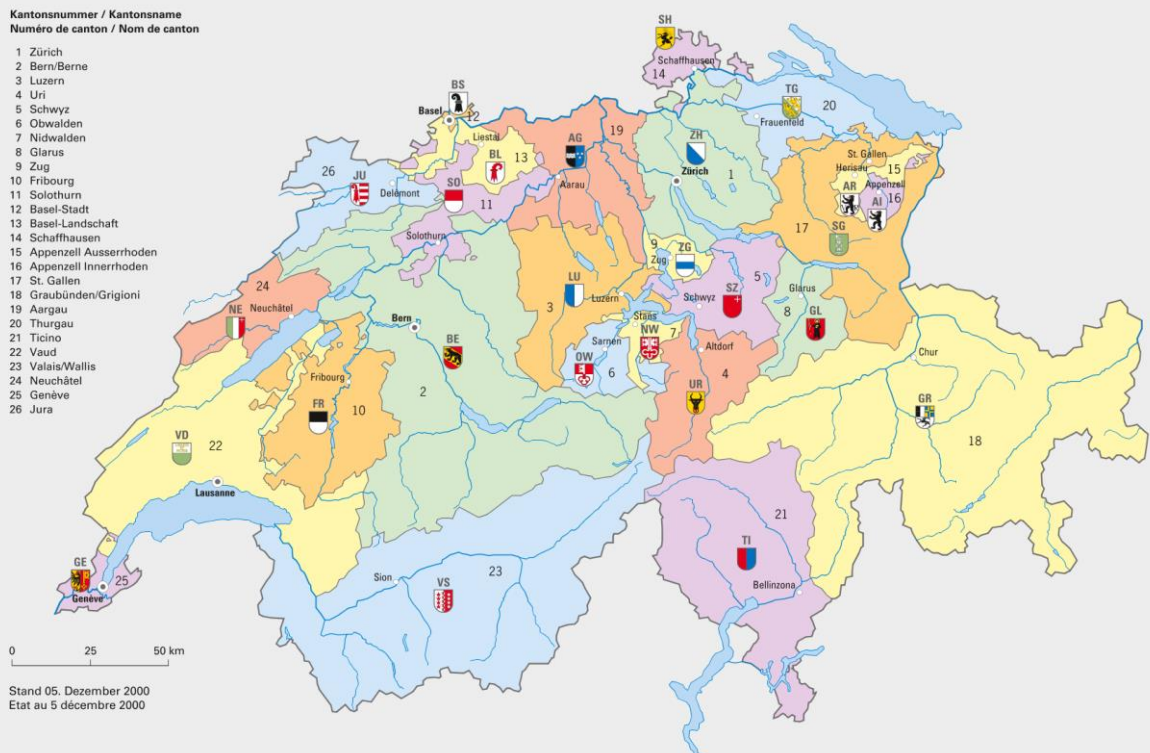 Kantonsnummer / Kantonsname
Numéro de canton / Nom de canton
1 Zürich
2 Bern/Berne
3 Luzern
4 Uri
5 Schwyz
6 Obwalden
7 Nidwalden
8 Glarus
9 Zug
10 Fribourg
11 Solothurn
12 Basel-Stadt
13 Basel-Landschaft
14 Schaffhausen
15 Appenzell Ausserrhoden
16 Appenzell Innerrhoden
17 St. Gallen
18 Graubünden/Grigioni
19 Aargau
20 Thurgau
21 Ticino
22 Vaud
23 Valais/Wallis
24 Neuchâtel
25 Genève
26 Jura
SH
Schaffhausen
14
BS
Basel
12
Liestal
BL
13
AG
19
Aarau
ZH
Zürich
1
TG
20
Frauenfeld
St. Gallen
Herisau
15
AR
Appenzell
16
AI
17
SG
26
JU
Delémont
SO
11
Solothurn
9
ZG
Zug
LU
Luzern
3
5
Schwyz
SZ
Glarus
8
GL
24
NE
Neuchâtel
Bern
BE
2
Stans
NW
7
Sarnen
OW
6
Altdorf
4
UR
Chur
GR
18
Fribourg
FR
10
VD
22
Lausanne
GE
Genève
25
Sion
VS
23
21
TI
Bellinzona
0 25 50 km
Stand 05. Dezember 2000
Etat au 5 décembre 2000